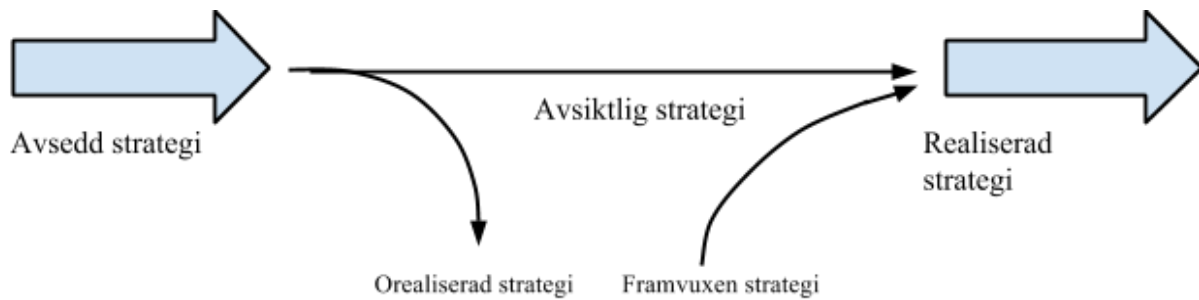 Avsiktlig strategi
Avsedd strategi
Realiserad
strategi
Orealiserad strategi
Framvuxen strategi